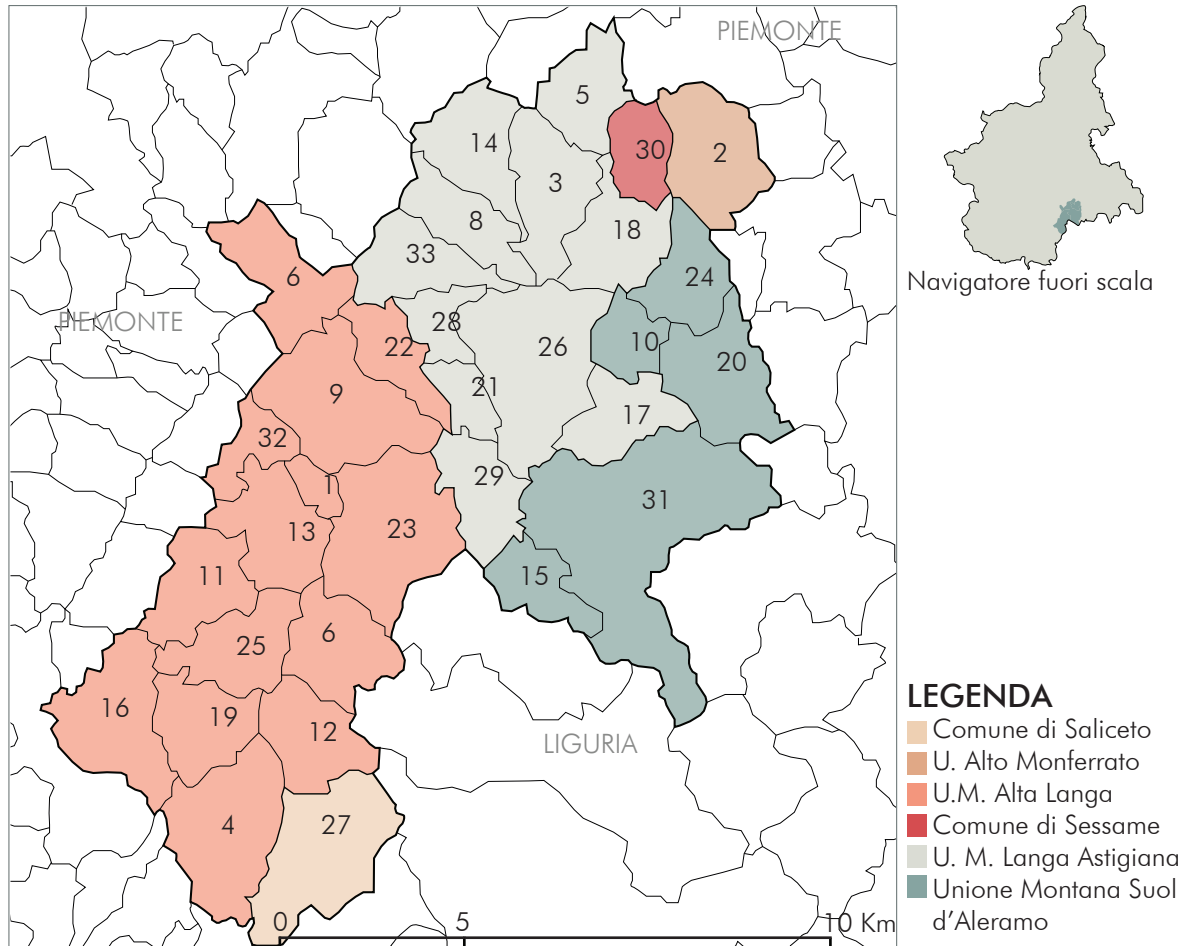 PIEMONTE
5
14
30
2
3
8
18
33
6
24
Navigatore fuori scala
PIEMONTE
28
22
10
26
20
21
9
17
32
29
1
31
13
23
11
15
6
25
16
19
12
LIGURIA
4
27
0
5
10 Km
LEGENDA
Comune di Saliceto
U. Alto Monferrato
U.M. Alta Langa
Comune di Sessame
U. M. Langa Astigiana
Unione Montana Suol
d'Aleramo